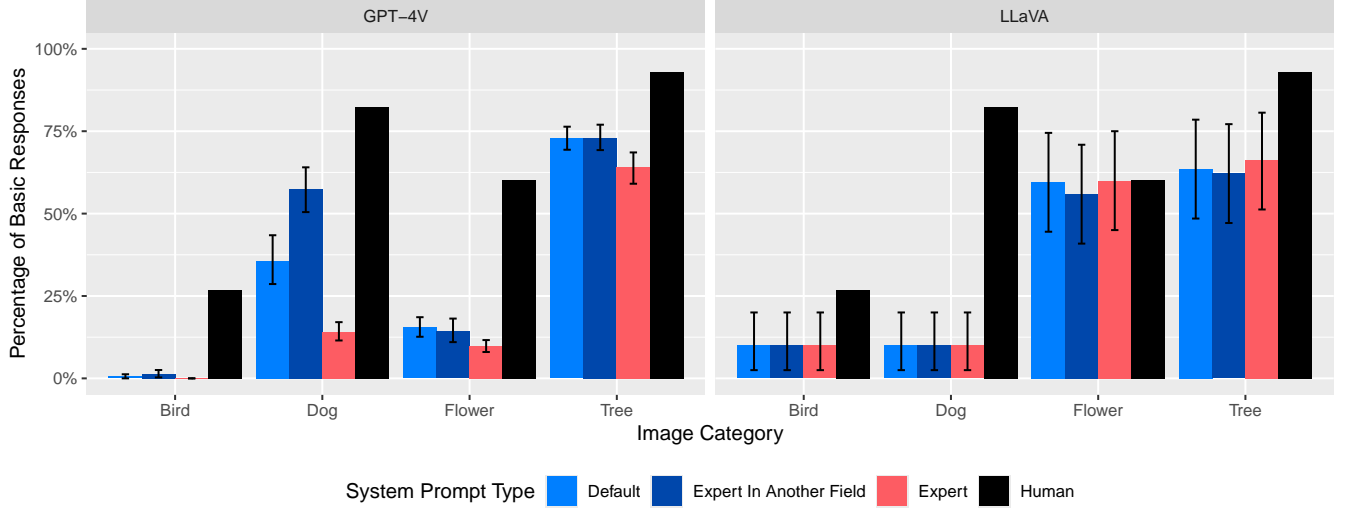 GPT−4V
LLaVA
Percentage of Basic Responses
100%
75%
50%
25%
0%
Bird
Dog
Flower
Tree
Bird
Dog
Flower
Tree
Image Category
System Prompt Type
Default
Expert In Another Field
Expert
Human